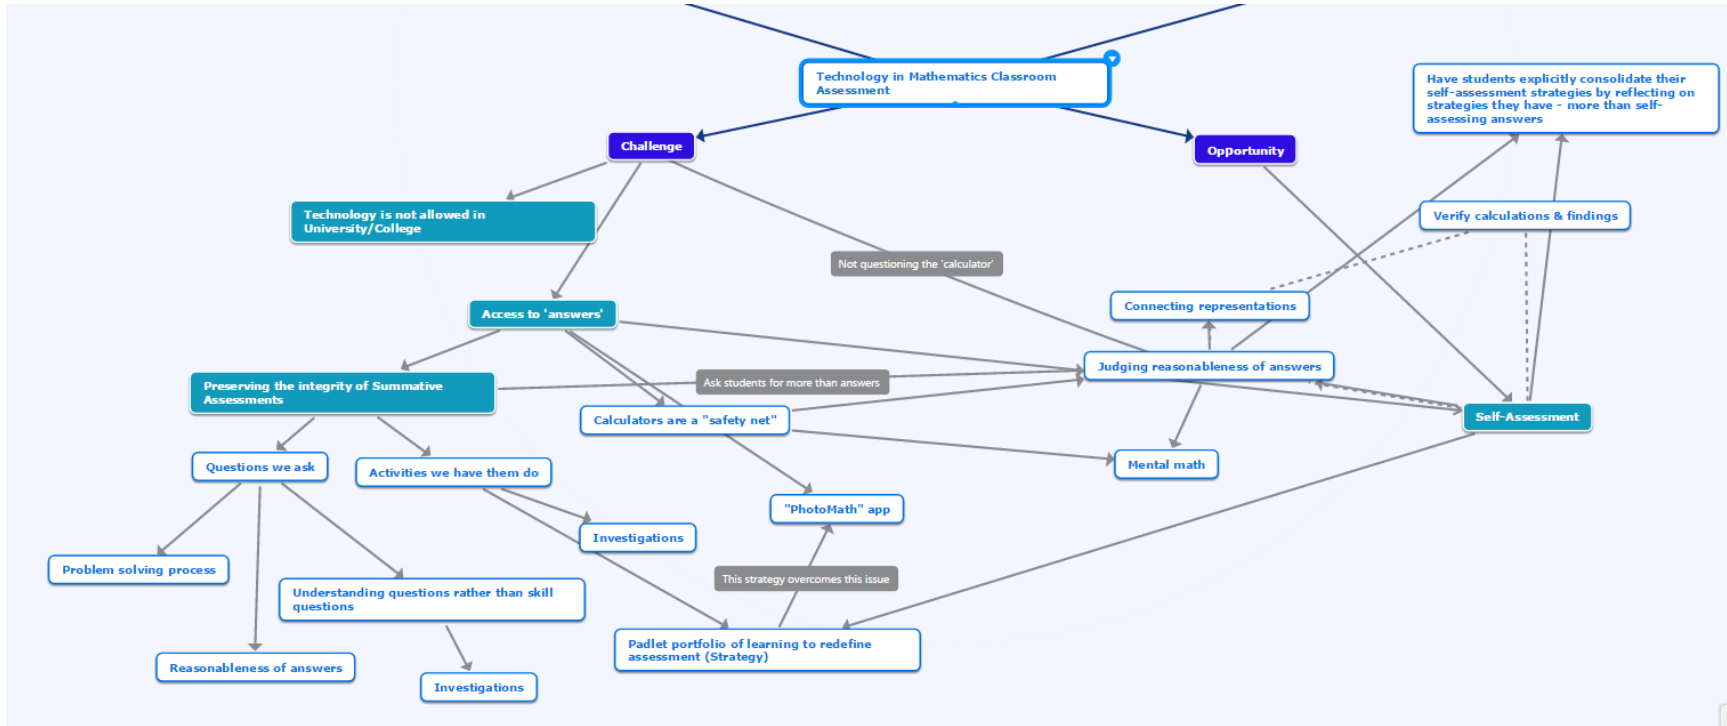 Technology in Mathematics Classroom
Assessment
Have students explicitly consolidate their
self-assessment strategies by reflecting on
strategies they have - more than self-
assessing answers
Challenge
Opportunity
Technology is not allowed in
University/College
Verify calculations & findings
Not questioning the 'calculator'
Connecting representations
Access to 'answers'
Judging reasonableness of answers
Preserving the integrity of Summative
Assessments
Ask students for more than answers
Calculators are a "safety net"
Self-Assessment
Questions we ask
Activities we have them do
Mental math
"PhotoMath" app
Investigations
Problem solving process
This strategy overcomes this issue
Understanding questions rather than skill
questions
Padlet portfolio of learning to redefine
assessment (Strategy)
Reasonableness of answers
Investigations